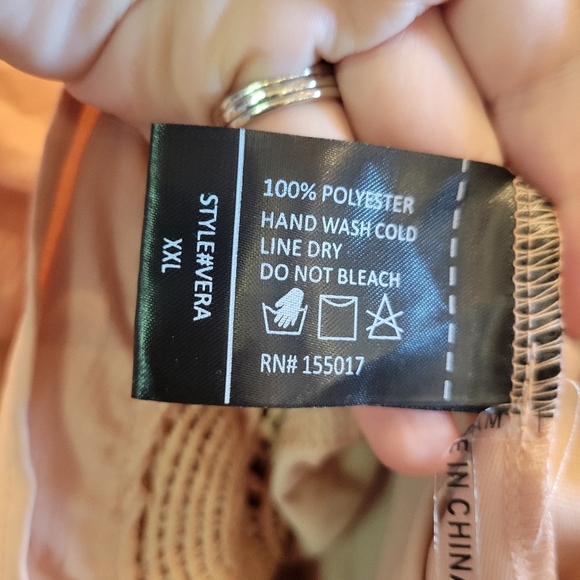 100% POLYESTER
HAND WASH COLD
LINE DRY
DO NOT BLEACH
RN# 155017
STYLE#VERA
XXL
IN CHINA